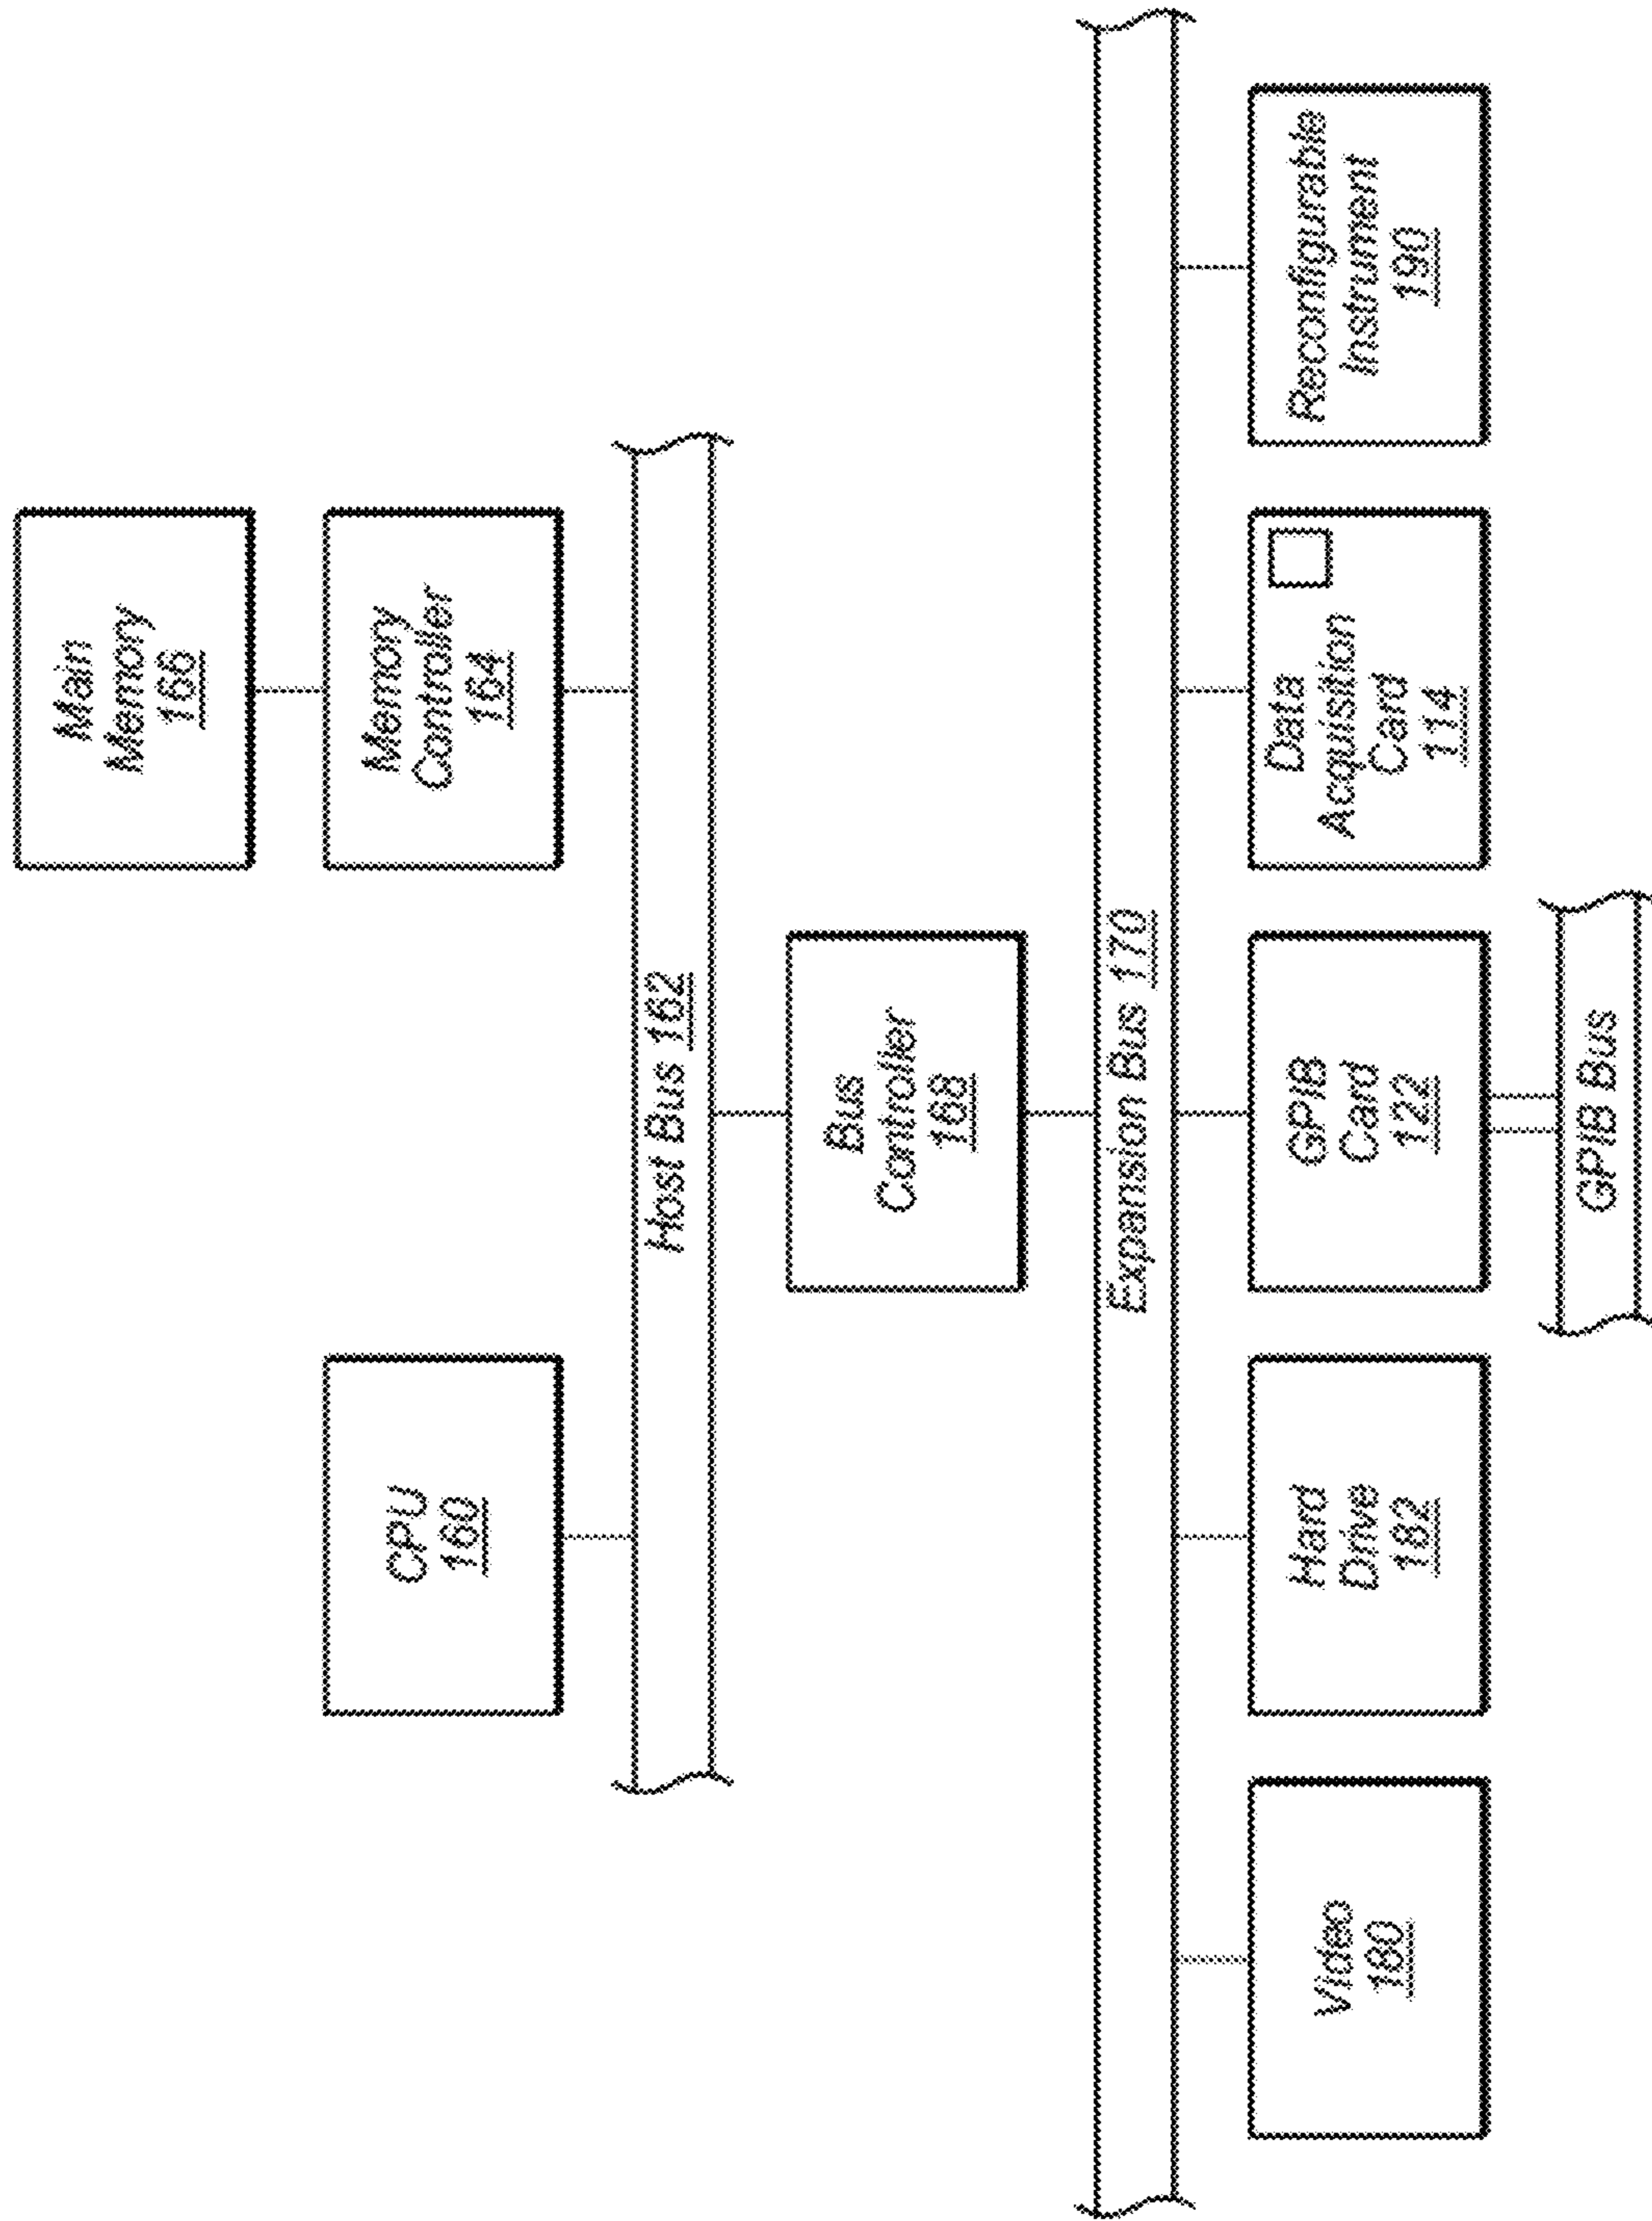 Main
Memory
166
CPU
160
Memory
Controller
164
Host Bus 162
Bus
Controller
168
Expansion Bus 170
Video
180
Hard
Drive
182
GPIB
Card
122
Data
Acquisition
Card
114
Reconfigurable
Instrument
190
GPIB Bus